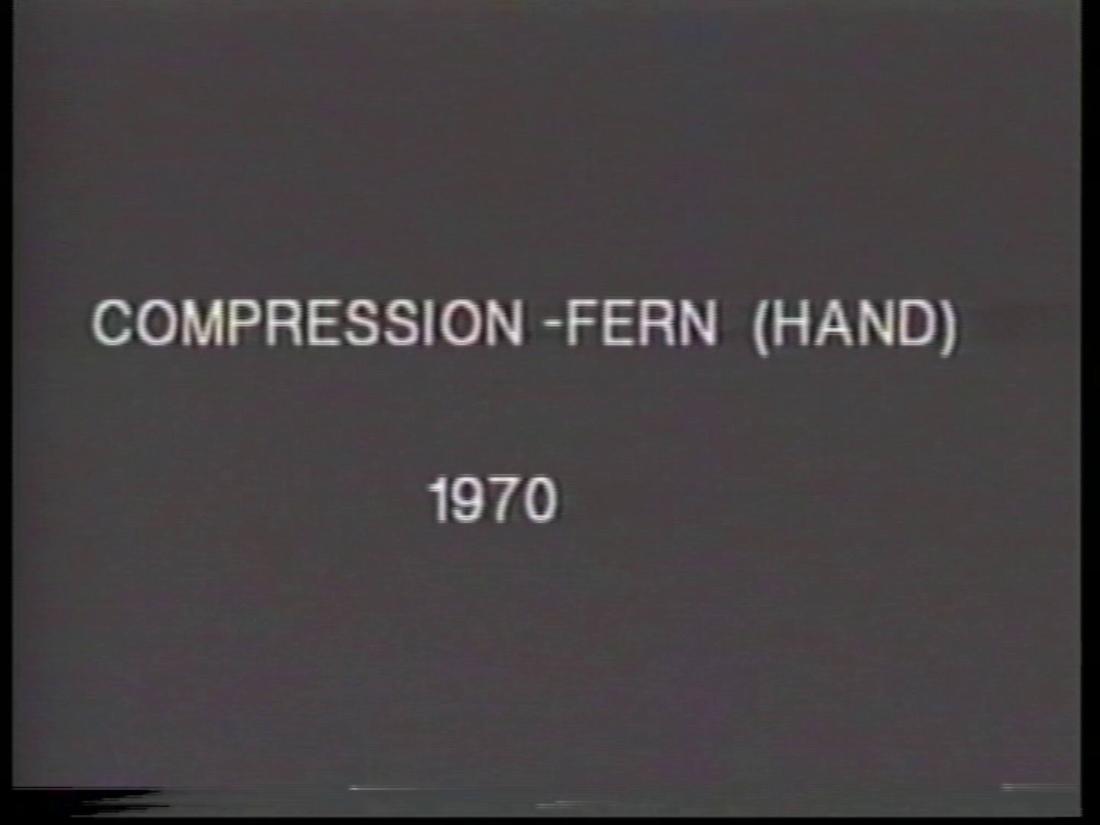 COMPRESSION -FERN (HAND)
1970